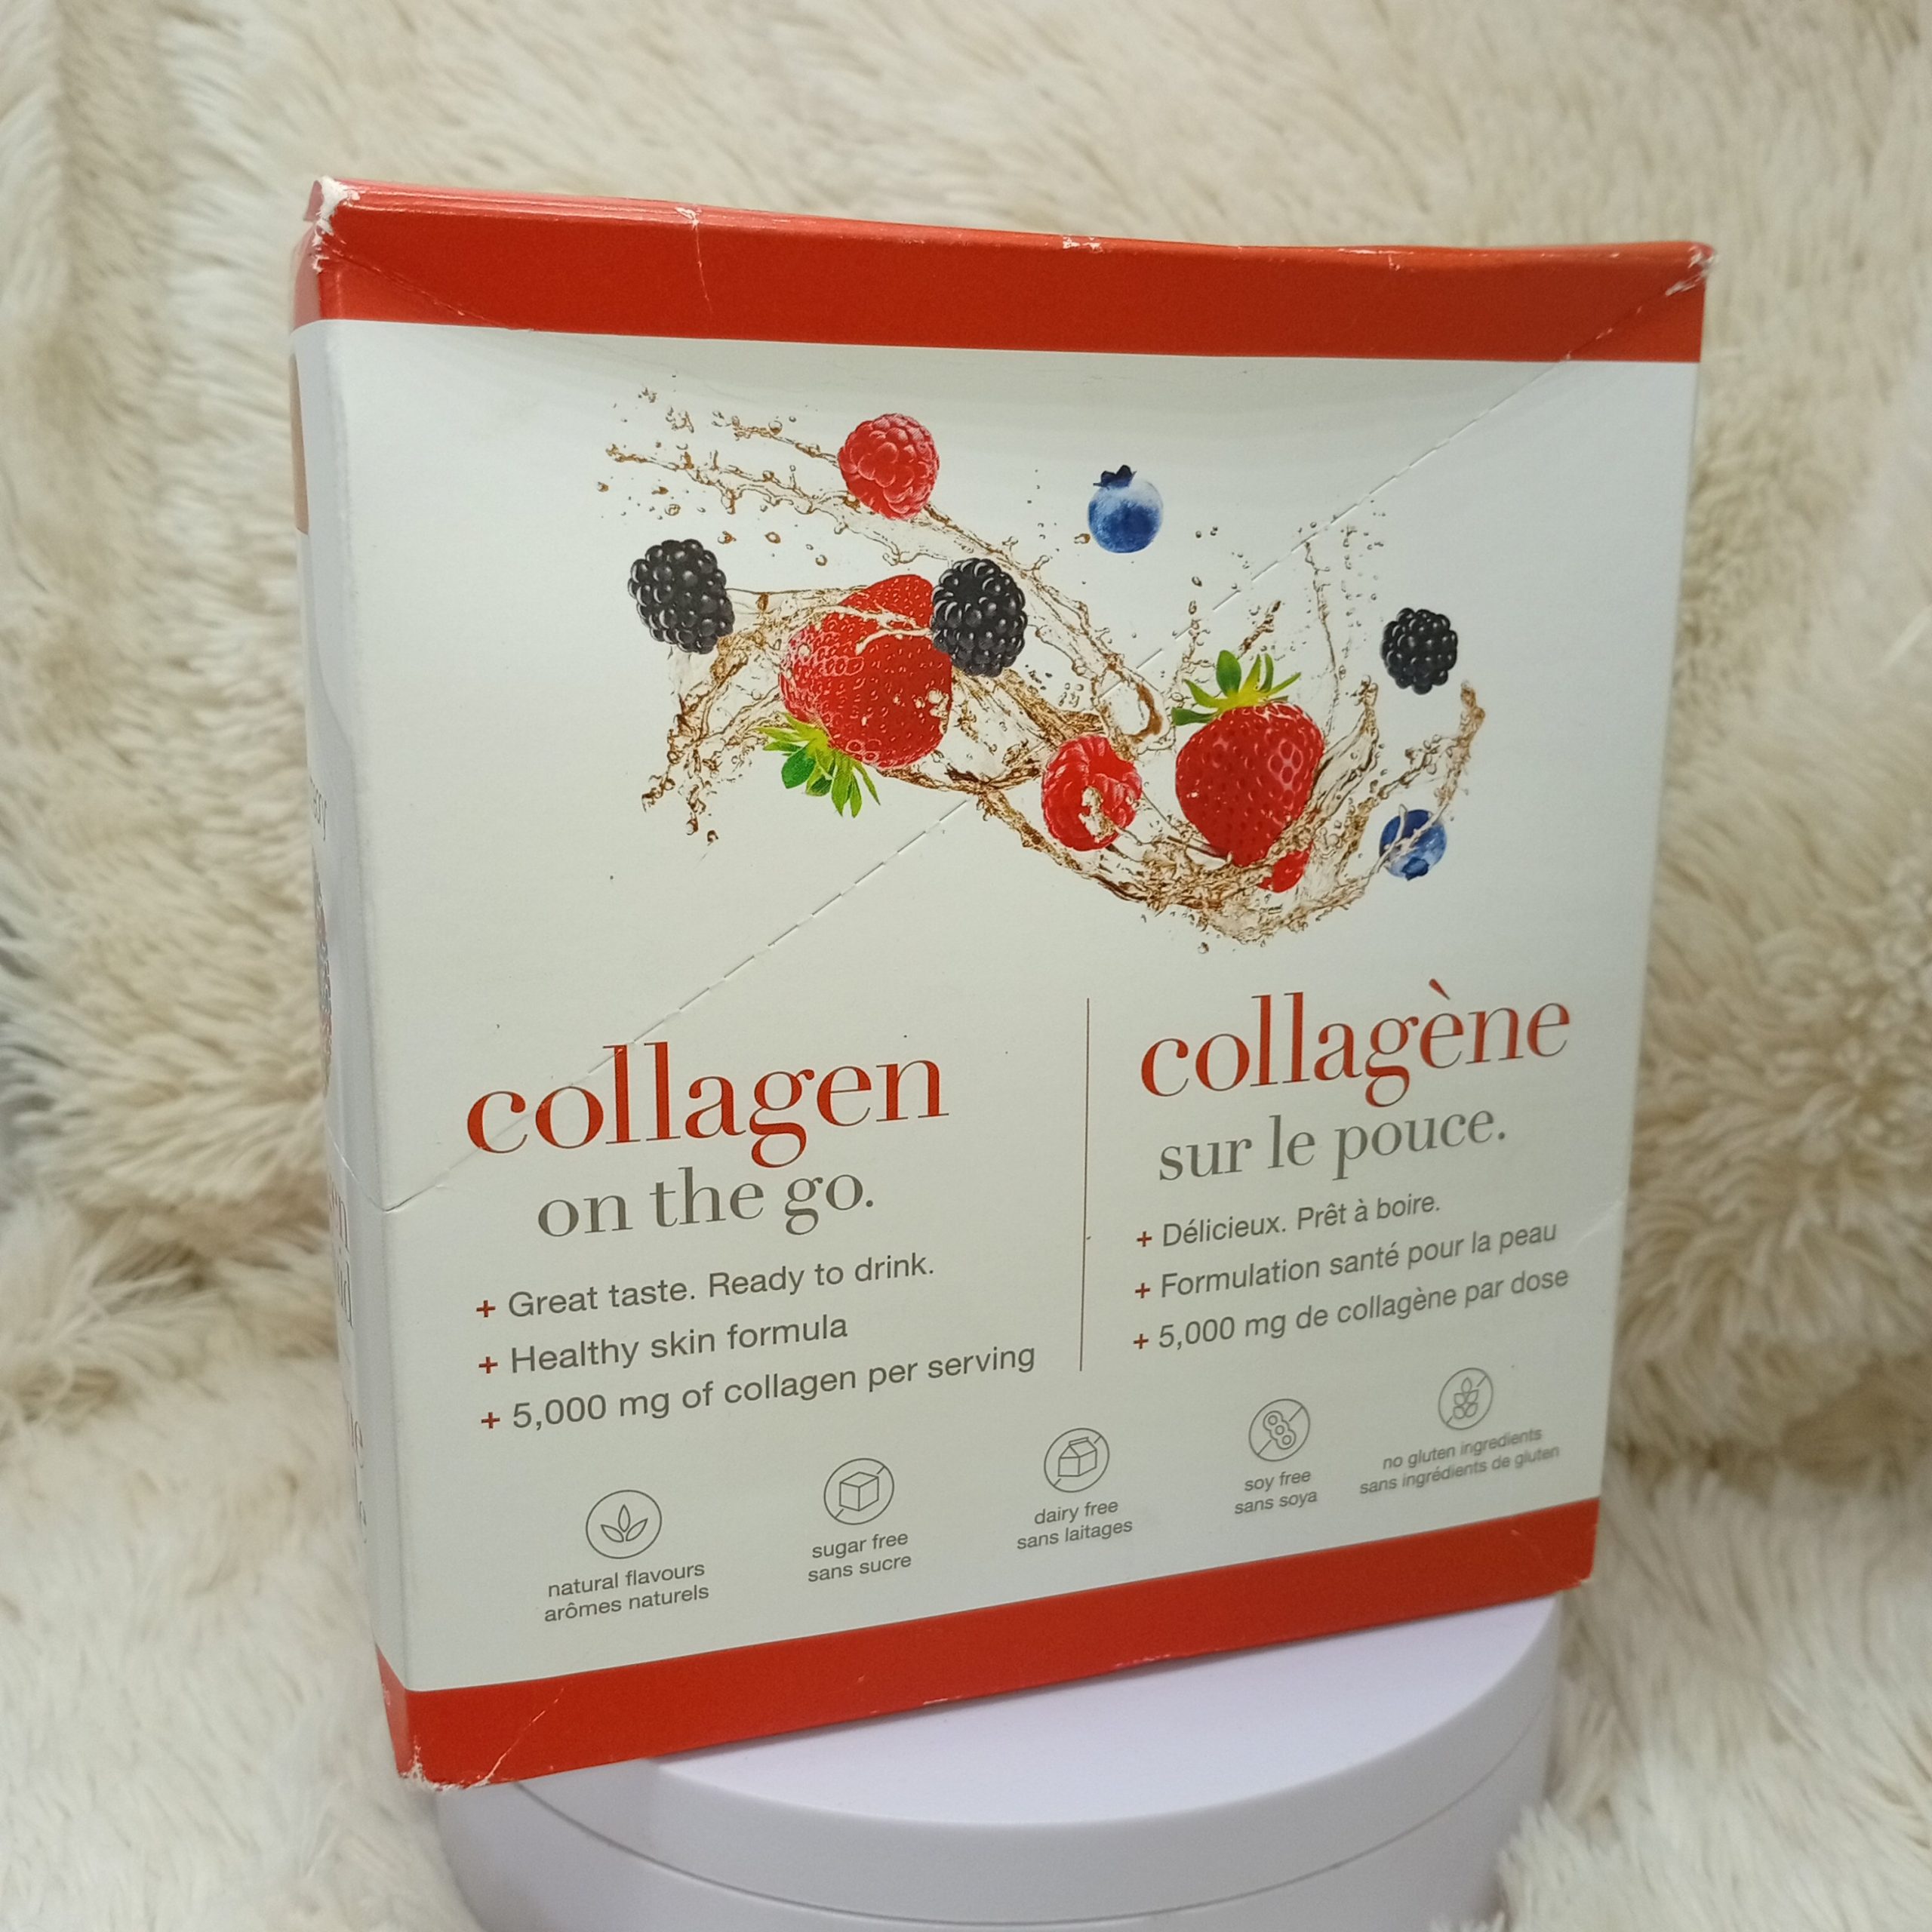 collagen
on the go.
+ Great taste. Ready to drink.
+ Healthy skin formula
+ 5,000 mg of collagen per serving
collagène
sur le pouce.
+ Délicieux. Prêt à boire.
+ Formulation santé pour la peau
+ 5,000 mg de collagène par dose
natural flavours
arômes naturels
sugar free
sans sucre
dairy free
sans laitages
soy free
sans soya
no gluten ingredients
sans ingrédients de gluten